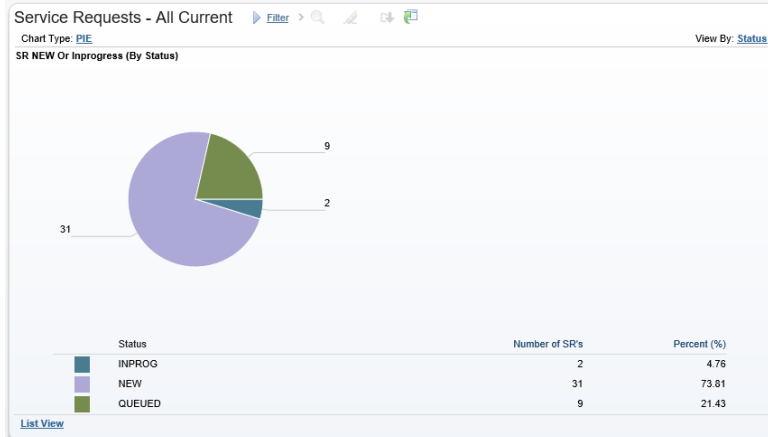 Service Requests - All Current Filter >
Chart Type: PIE View By: Status
SR NEW Or Inprogress (By Status)
9
2
31
Status Number of SR's Percent (%)
INPROG 2 4.76
NEW 31 73.81
QUEUED 9 21.43
List View